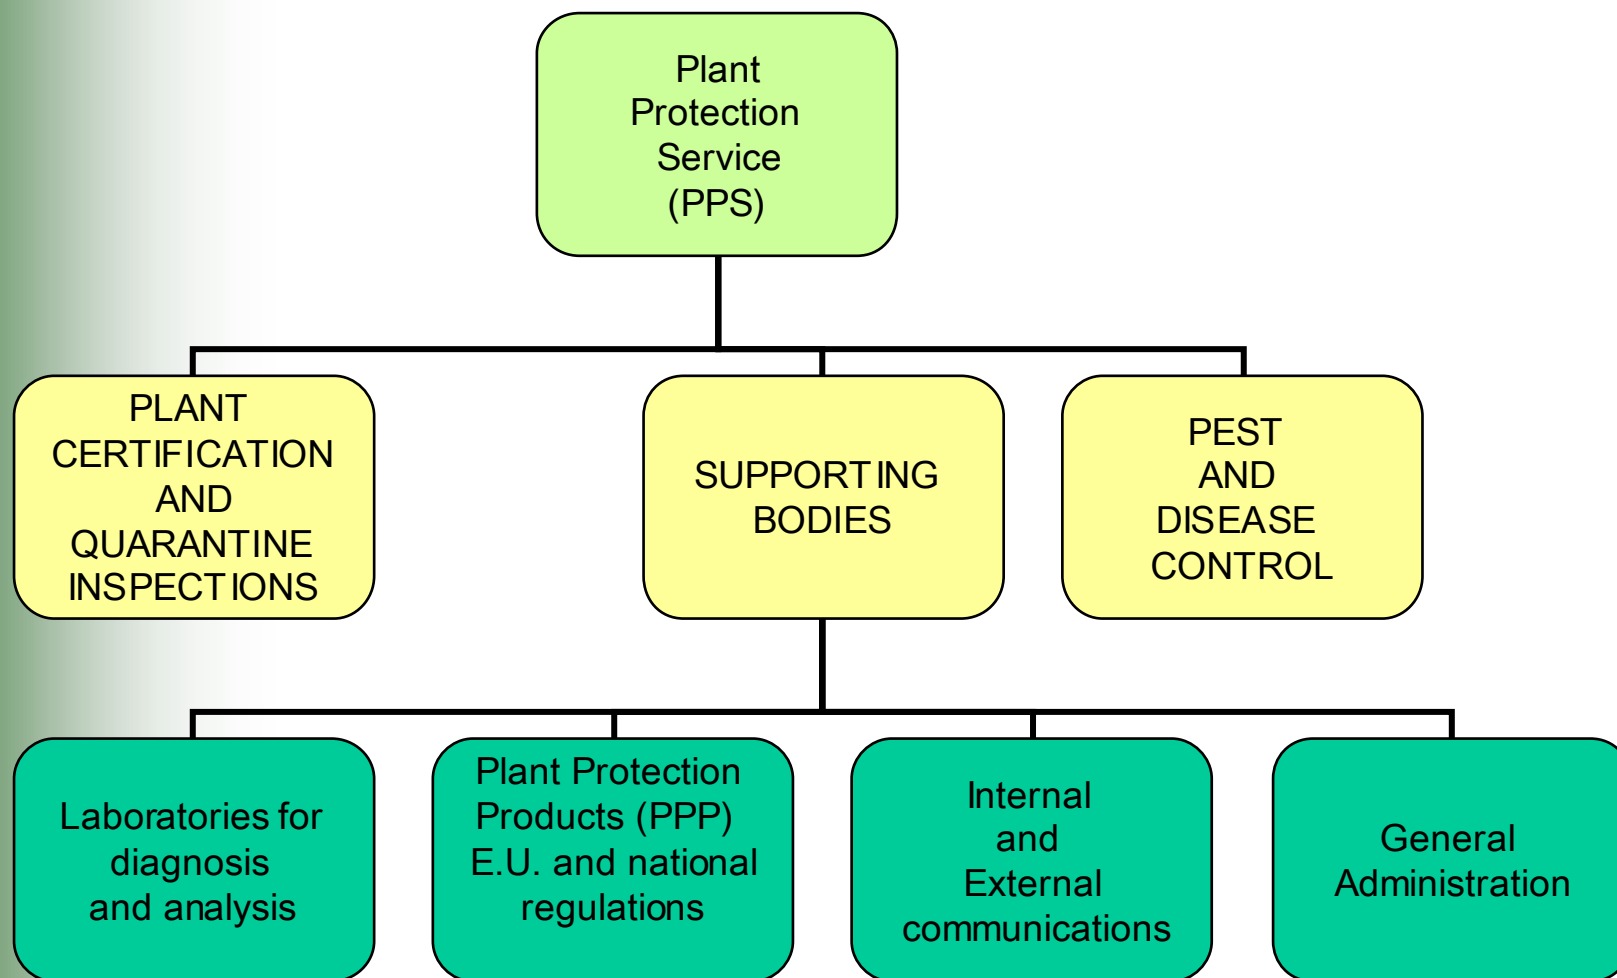 Plant
Protection
Service
(PPS)
PLANT
CERTIFICATION
AND
QUARANTINE
INSPECTIONS
SUPPORTING
BODIES
PEST
AND
DISEASE
CONTROL
Laboratories for
diagnosis
and analysis
Plant Protection
Products (PPP)
E.U. and national
regulations
Internal
and
External
communications
General
Administration